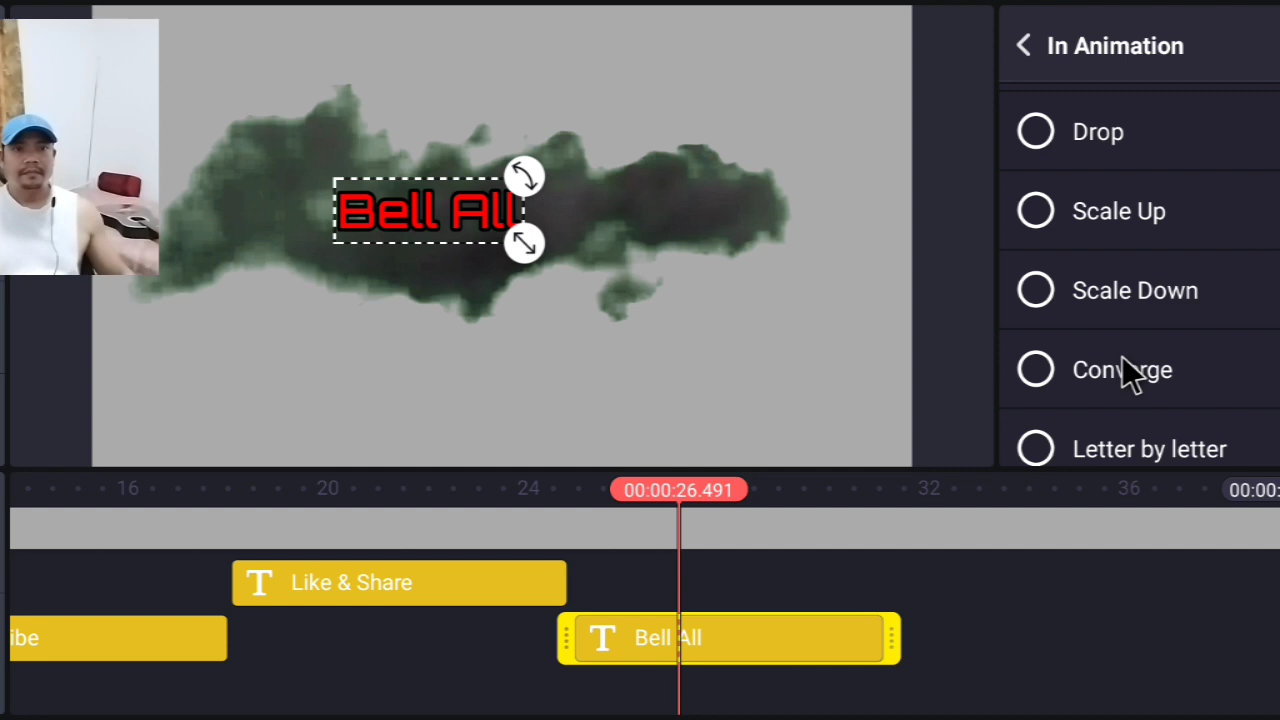 In Animation
Drop
Scale Up
Bell All
Scale Down
Converge
Letter by letter
16 20 24 00:00:26.491 32 36 00:00:
T Like & Share
ibe T Bell All